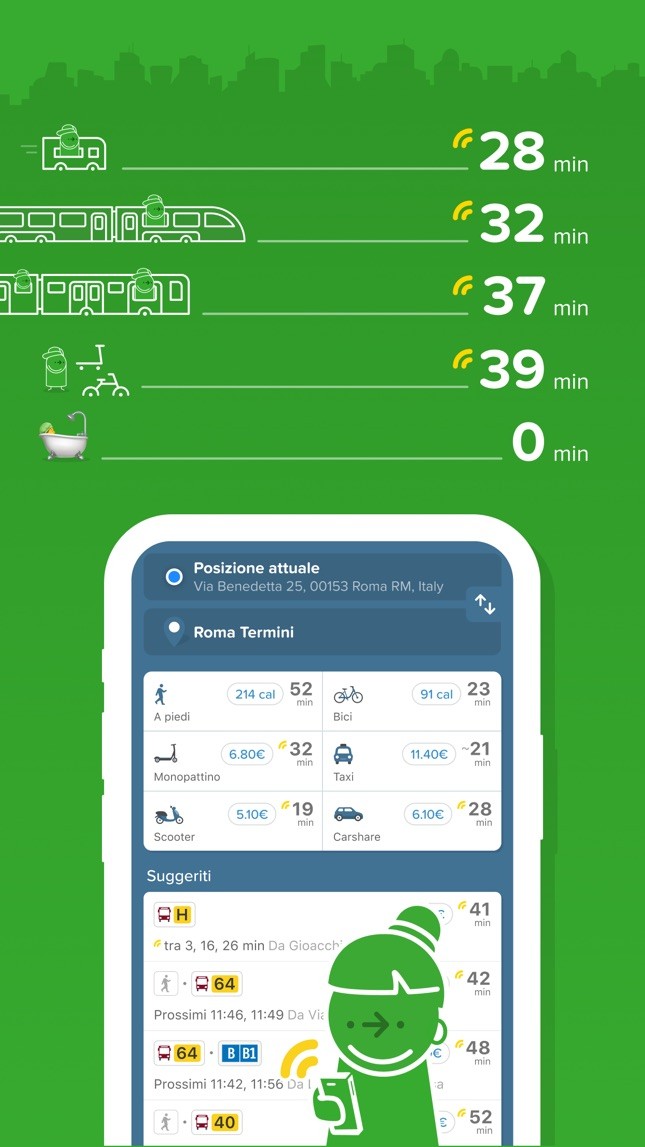 28 min
32 min
37 min
39 min
0 min
Posizione attuale
Via Benedetta 25, 00153 Roma RM, Italy
Roma Termini
214 cal 52 min
A piedi
91 cal 23 min
Bici
6.80€ 32 min
Monopattino
11.40€ ~21 min
Taxi
5.10€ 19 min
Scooter
6.10€ 28 min
Carshare
Suggeriti
H 41 min
tra 3, 16, 26 min Da
64 42 min
Prossimi 11:46, 11:49 Da
64 B B1 € 48 min
Prossimi 11:42, 11:56 Da
40 € 52 min